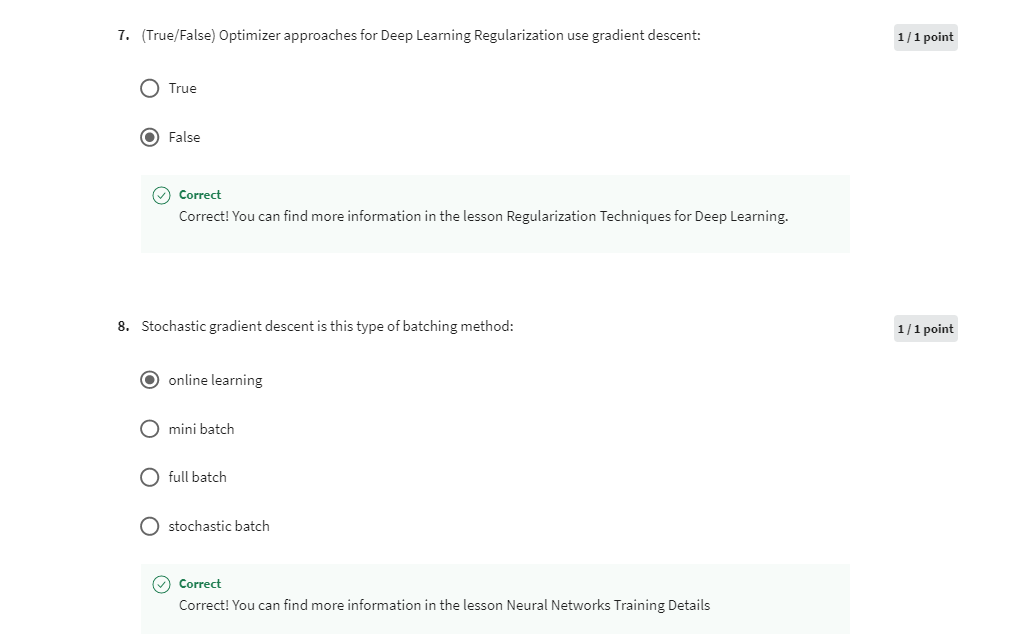 7. (True/False) Optimizer approaches for Deep Learning Regularization use gradient descent:
1 / 1 point
True
False
Correct
Correct! You can find more information in the lesson Regularization Techniques for Deep Learning.
8. Stochastic gradient descent is this type of batching method:
1 / 1 point
online learning
mini batch
full batch
stochastic batch
Correct
Correct! You can find more information in the lesson Neural Networks Training Details